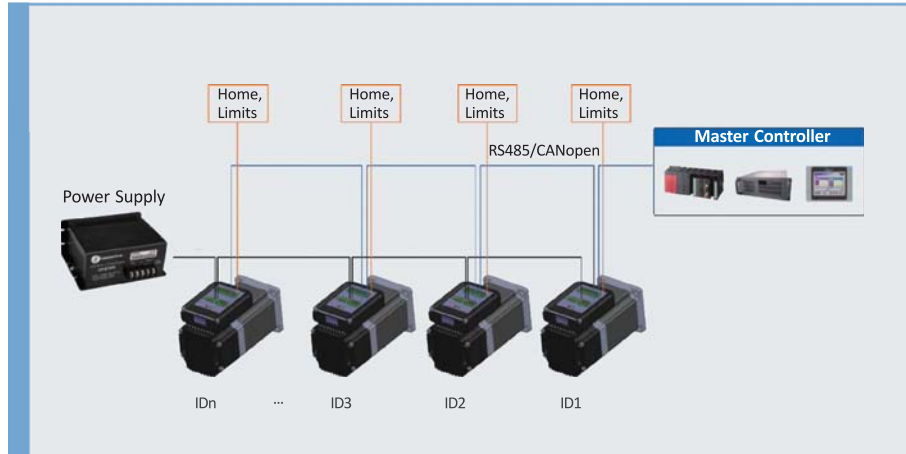 Home,
Limits
Home,
Limits
Home,
Limits
Home,
Limits
RS485/CANopen
Master Controller
Power Supply
IDn
...
ID3
ID2
ID1